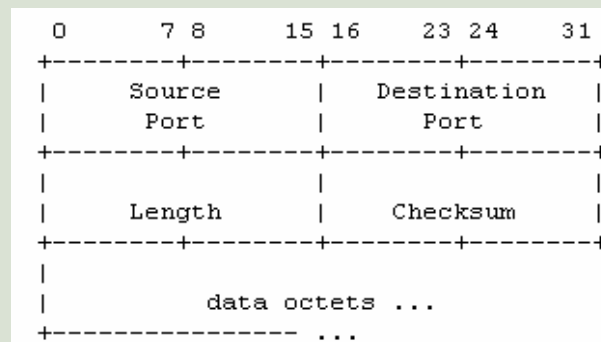 0      7 8     15 16    23 24    31
+--------+--------+--------+--------+
|     Source      |   Destination   |
|      Port       |      Port       |
+--------+--------+--------+--------+
|                 |                 |
|     Length      |    Checksum     |
+--------+--------+--------+--------+
|
|          data octets ...
+---------------- ...